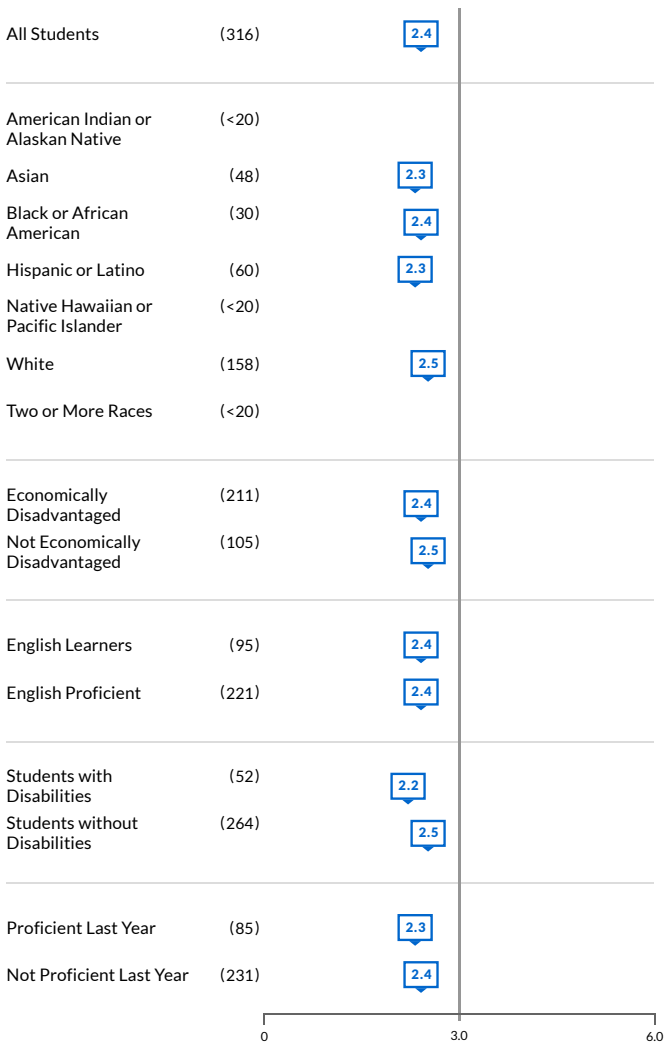 All Students (316) 2.4
American Indian or (<20)
Alaskan Native
Asian (48) 2.3
Black or African (30) 2.4
American
Hispanic or Latino (60) 2.3
Native Hawaiian or (<20)
Pacific Islander
White (158) 2.5
Two or More Races (<20)
Economically (211) 2.4
Disadvantaged
Not Economically (105) 2.5
Disadvantaged
English Learners (95) 2.4
English Proficient (221) 2.4
Students with (52) 2.2
Disabilities
Students without (264) 2.5
Disabilities
Proficient Last Year (85) 2.3
Not Proficient Last Year (231) 2.4
0 3.0 6.0